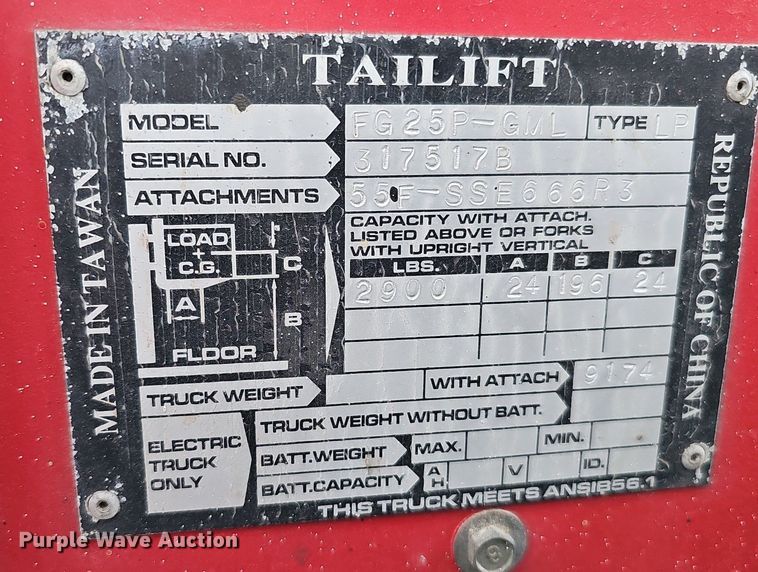 TAILIFT
MODEL FG25P-GML TYPE LP
SERIAL NO. 317517B
ATTACHMENTS 55F-SSE666R3
CAPACITY WITH ATTACH.
LISTED ABOVE OR FORKS
WITH UPRIGHT VERTICAL
LBS. A B C
2900 24 196 24
LOAD
C.G. C
A
B
FLOOR
TRUCK WEIGHT WITH ATTACH 9174
ELECTRIC
TRUCK
ONLY
TRUCK WEIGHT WITHOUT BATT.
BATT.WEIGHT MAX. MIN.
BATT.CAPACITY AH V ID.
THIS TRUCK MEETS ANSIB56.1
MADE IN TAWAN
REPUBLIC OF CHINA
9
Purple Wave Auction